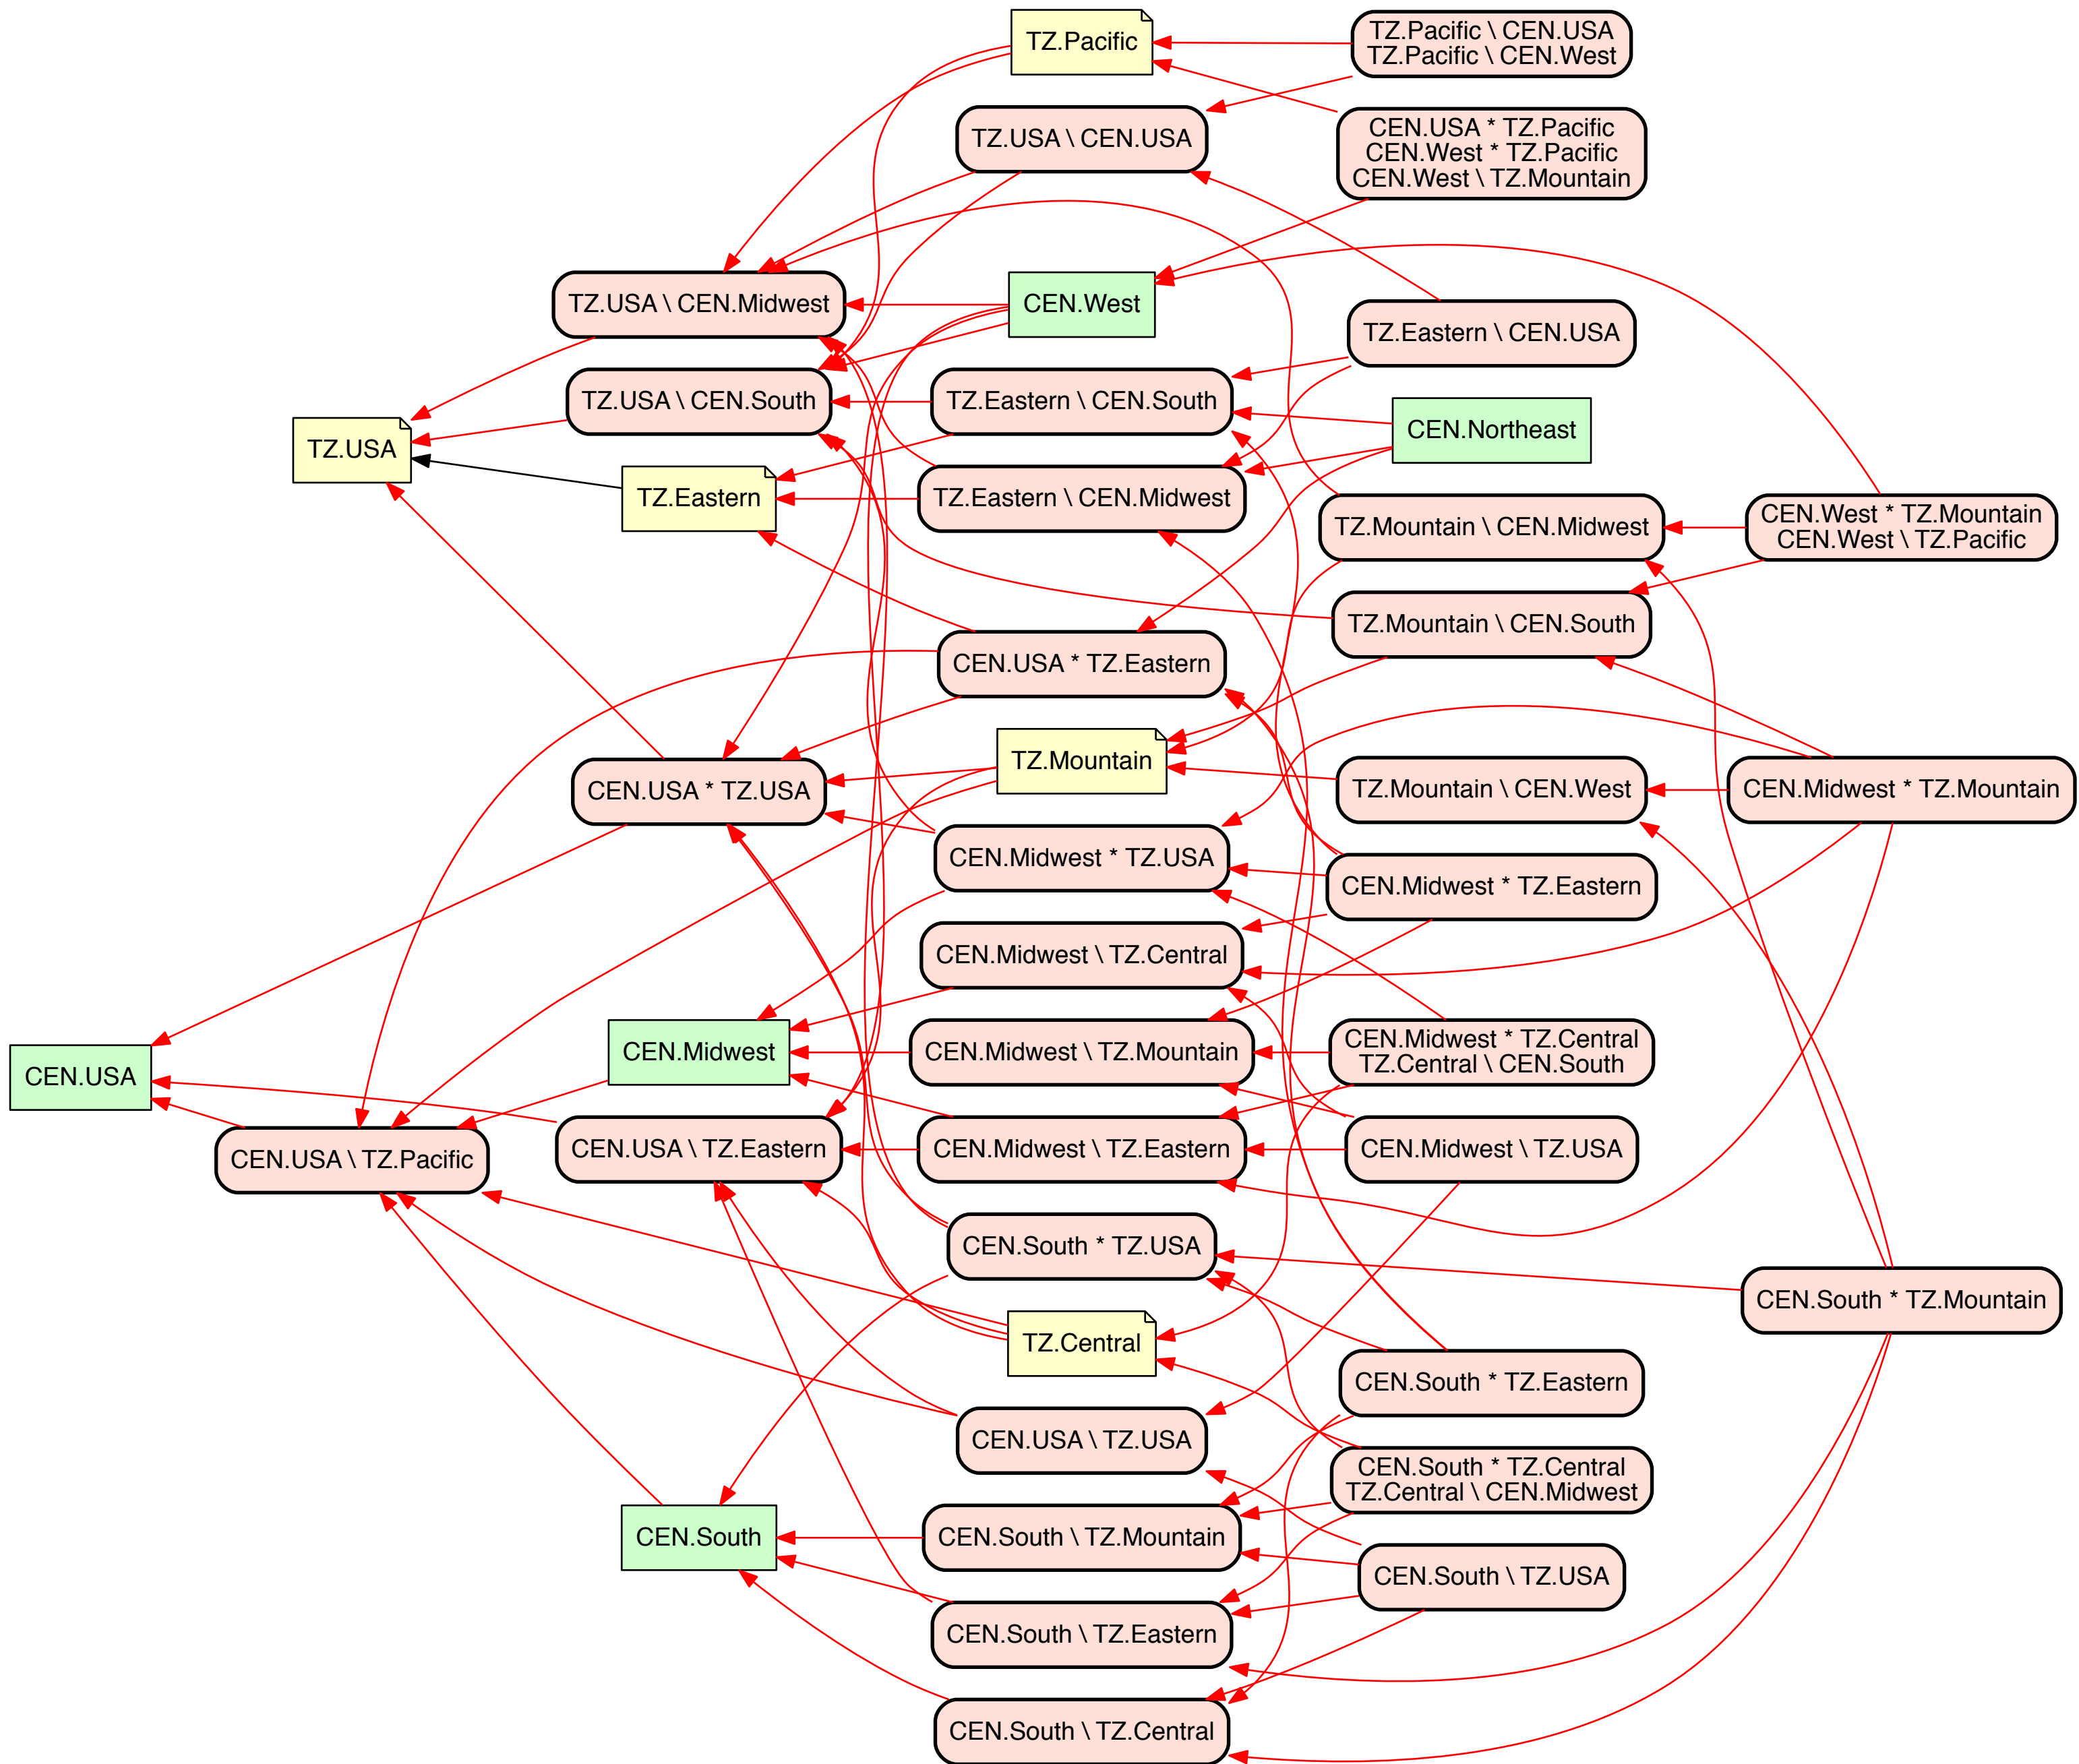 TZ.Pacific
TZ.Pacific \ CEN.USA
TZ.Pacific \ CEN.West
TZ.USA \ CEN.USA
CEN.USA * TZ.Pacific
CEN.West * TZ.Pacific
CEN.West \ TZ.Mountain
TZ.USA \ CEN.Midwest
CEN.West
TZ.Eastern \ CEN.USA
TZ.USA \ CEN.South
TZ.Eastern \ CEN.South
CEN.Northeast
TZ.USA
TZ.Eastern
TZ.Eastern \ CEN.Midwest
TZ.Mountain \ CEN.Midwest
CEN.West * TZ.Mountain
CEN.West \ TZ.Pacific
TZ.Mountain \ CEN.South
CEN.USA * TZ.Eastern
TZ.Mountain
CEN.USA * TZ.USA
TZ.Mountain \ CEN.West
CEN.Midwest * TZ.Mountain
CEN.Midwest * TZ.USA
CEN.Midwest * TZ.Eastern
CEN.Midwest \ TZ.Central
CEN.USA
CEN.Midwest
CEN.Midwest \ TZ.Mountain
CEN.Midwest * TZ.Central
TZ.Central \ CEN.South
CEN.USA \ TZ.Pacific
CEN.USA \ TZ.Eastern
CEN.Midwest \ TZ.Eastern
CEN.Midwest \ TZ.USA
CEN.South * TZ.USA
CEN.South * TZ.Mountain
TZ.Central
CEN.South * TZ.Eastern
CEN.USA \ TZ.USA
CEN.South * TZ.Central
TZ.Central \ CEN.Midwest
CEN.South
CEN.South \ TZ.Mountain
CEN.South \ TZ.USA
CEN.South \ TZ.Eastern
CEN.South \ TZ.Central